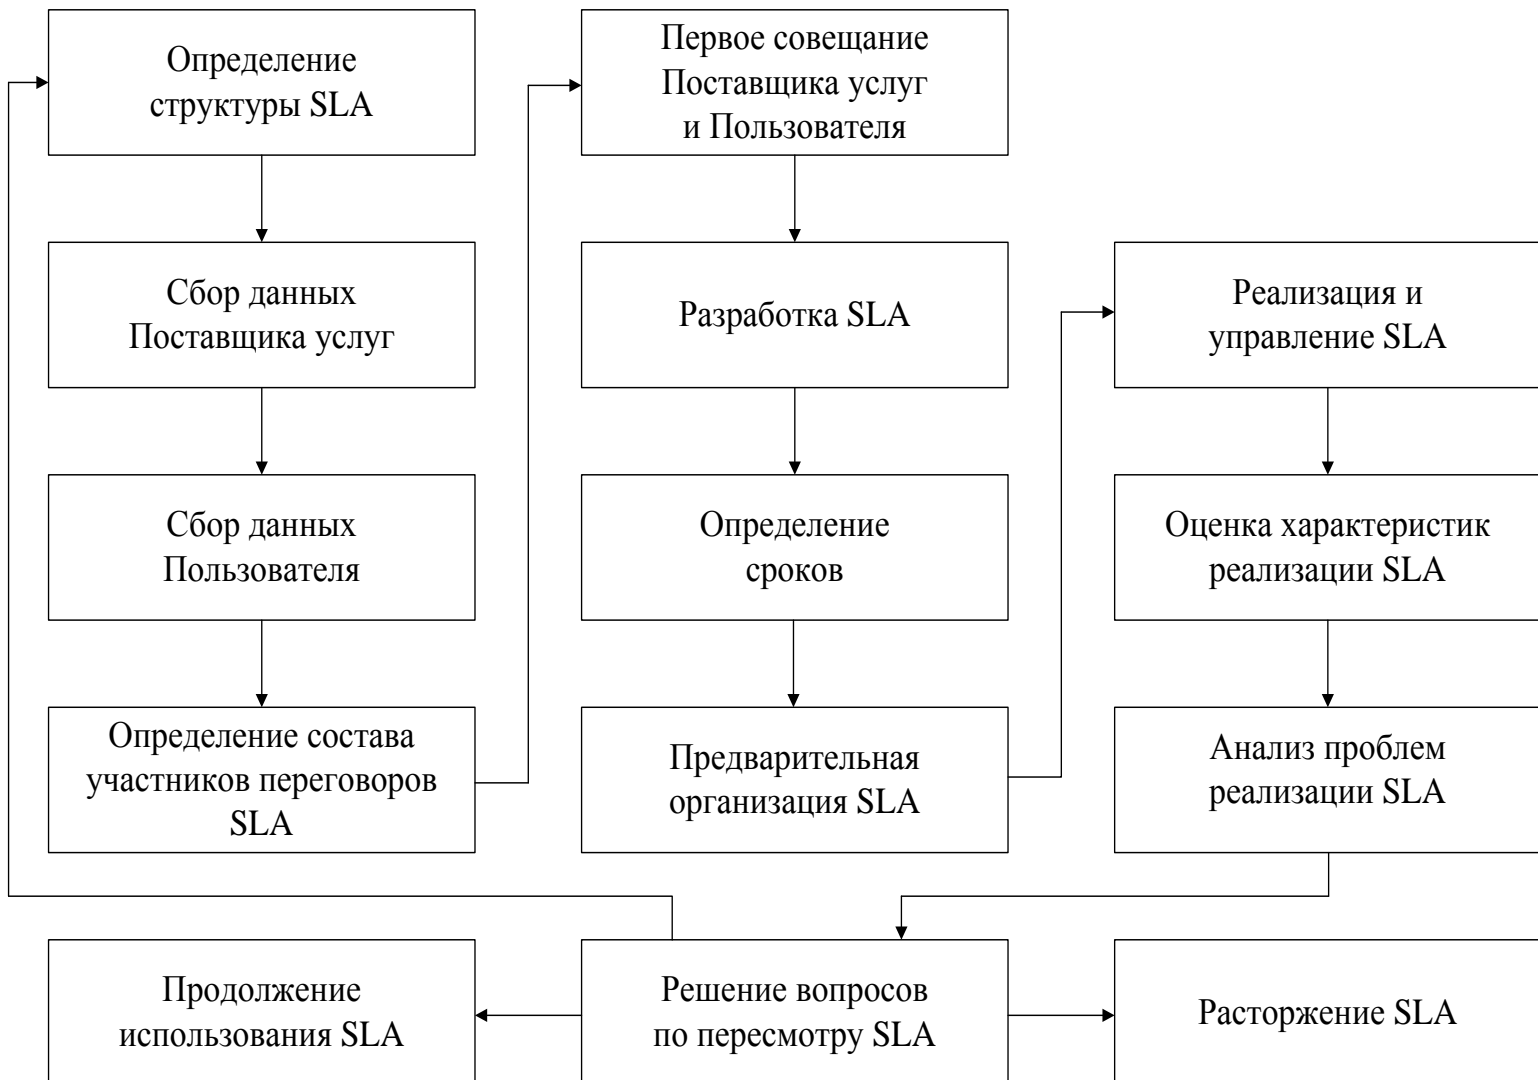 Определение
структуры SLA
Сбор данных
Поставщика услуг
Сбор данных
Пользователя
Определение состава
участников переговоров
SLA
Первое совещание
Поставщика услуг
и Пользователя
Разработка SLA
Определение
сроков
Предварительная
организация SLA
Реализация и
управление SLA
Оценка характеристик
реализации SLA
Анализ проблем
реализации SLA
Продолжение
использования SLA
Решение вопросов
по пересмотру SLA
Расторжение SLA